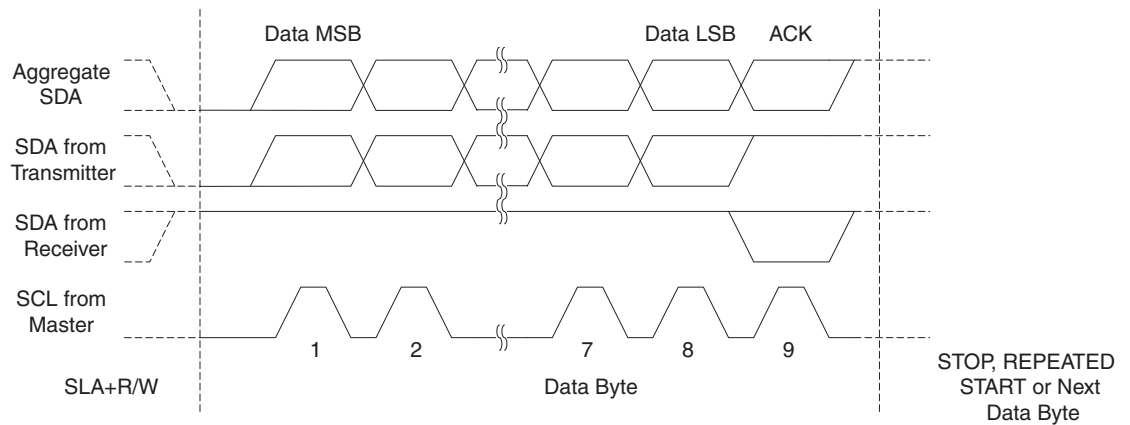 Data MSB
Data LSB
ACK
Aggregate
SDA
SDA from
Transmitter
SDA from
Receiver
SCL from
Master
1
2
7
8
9
SLA+R/W
Data Byte
STOP, REPEATED
START or Next
Data Byte